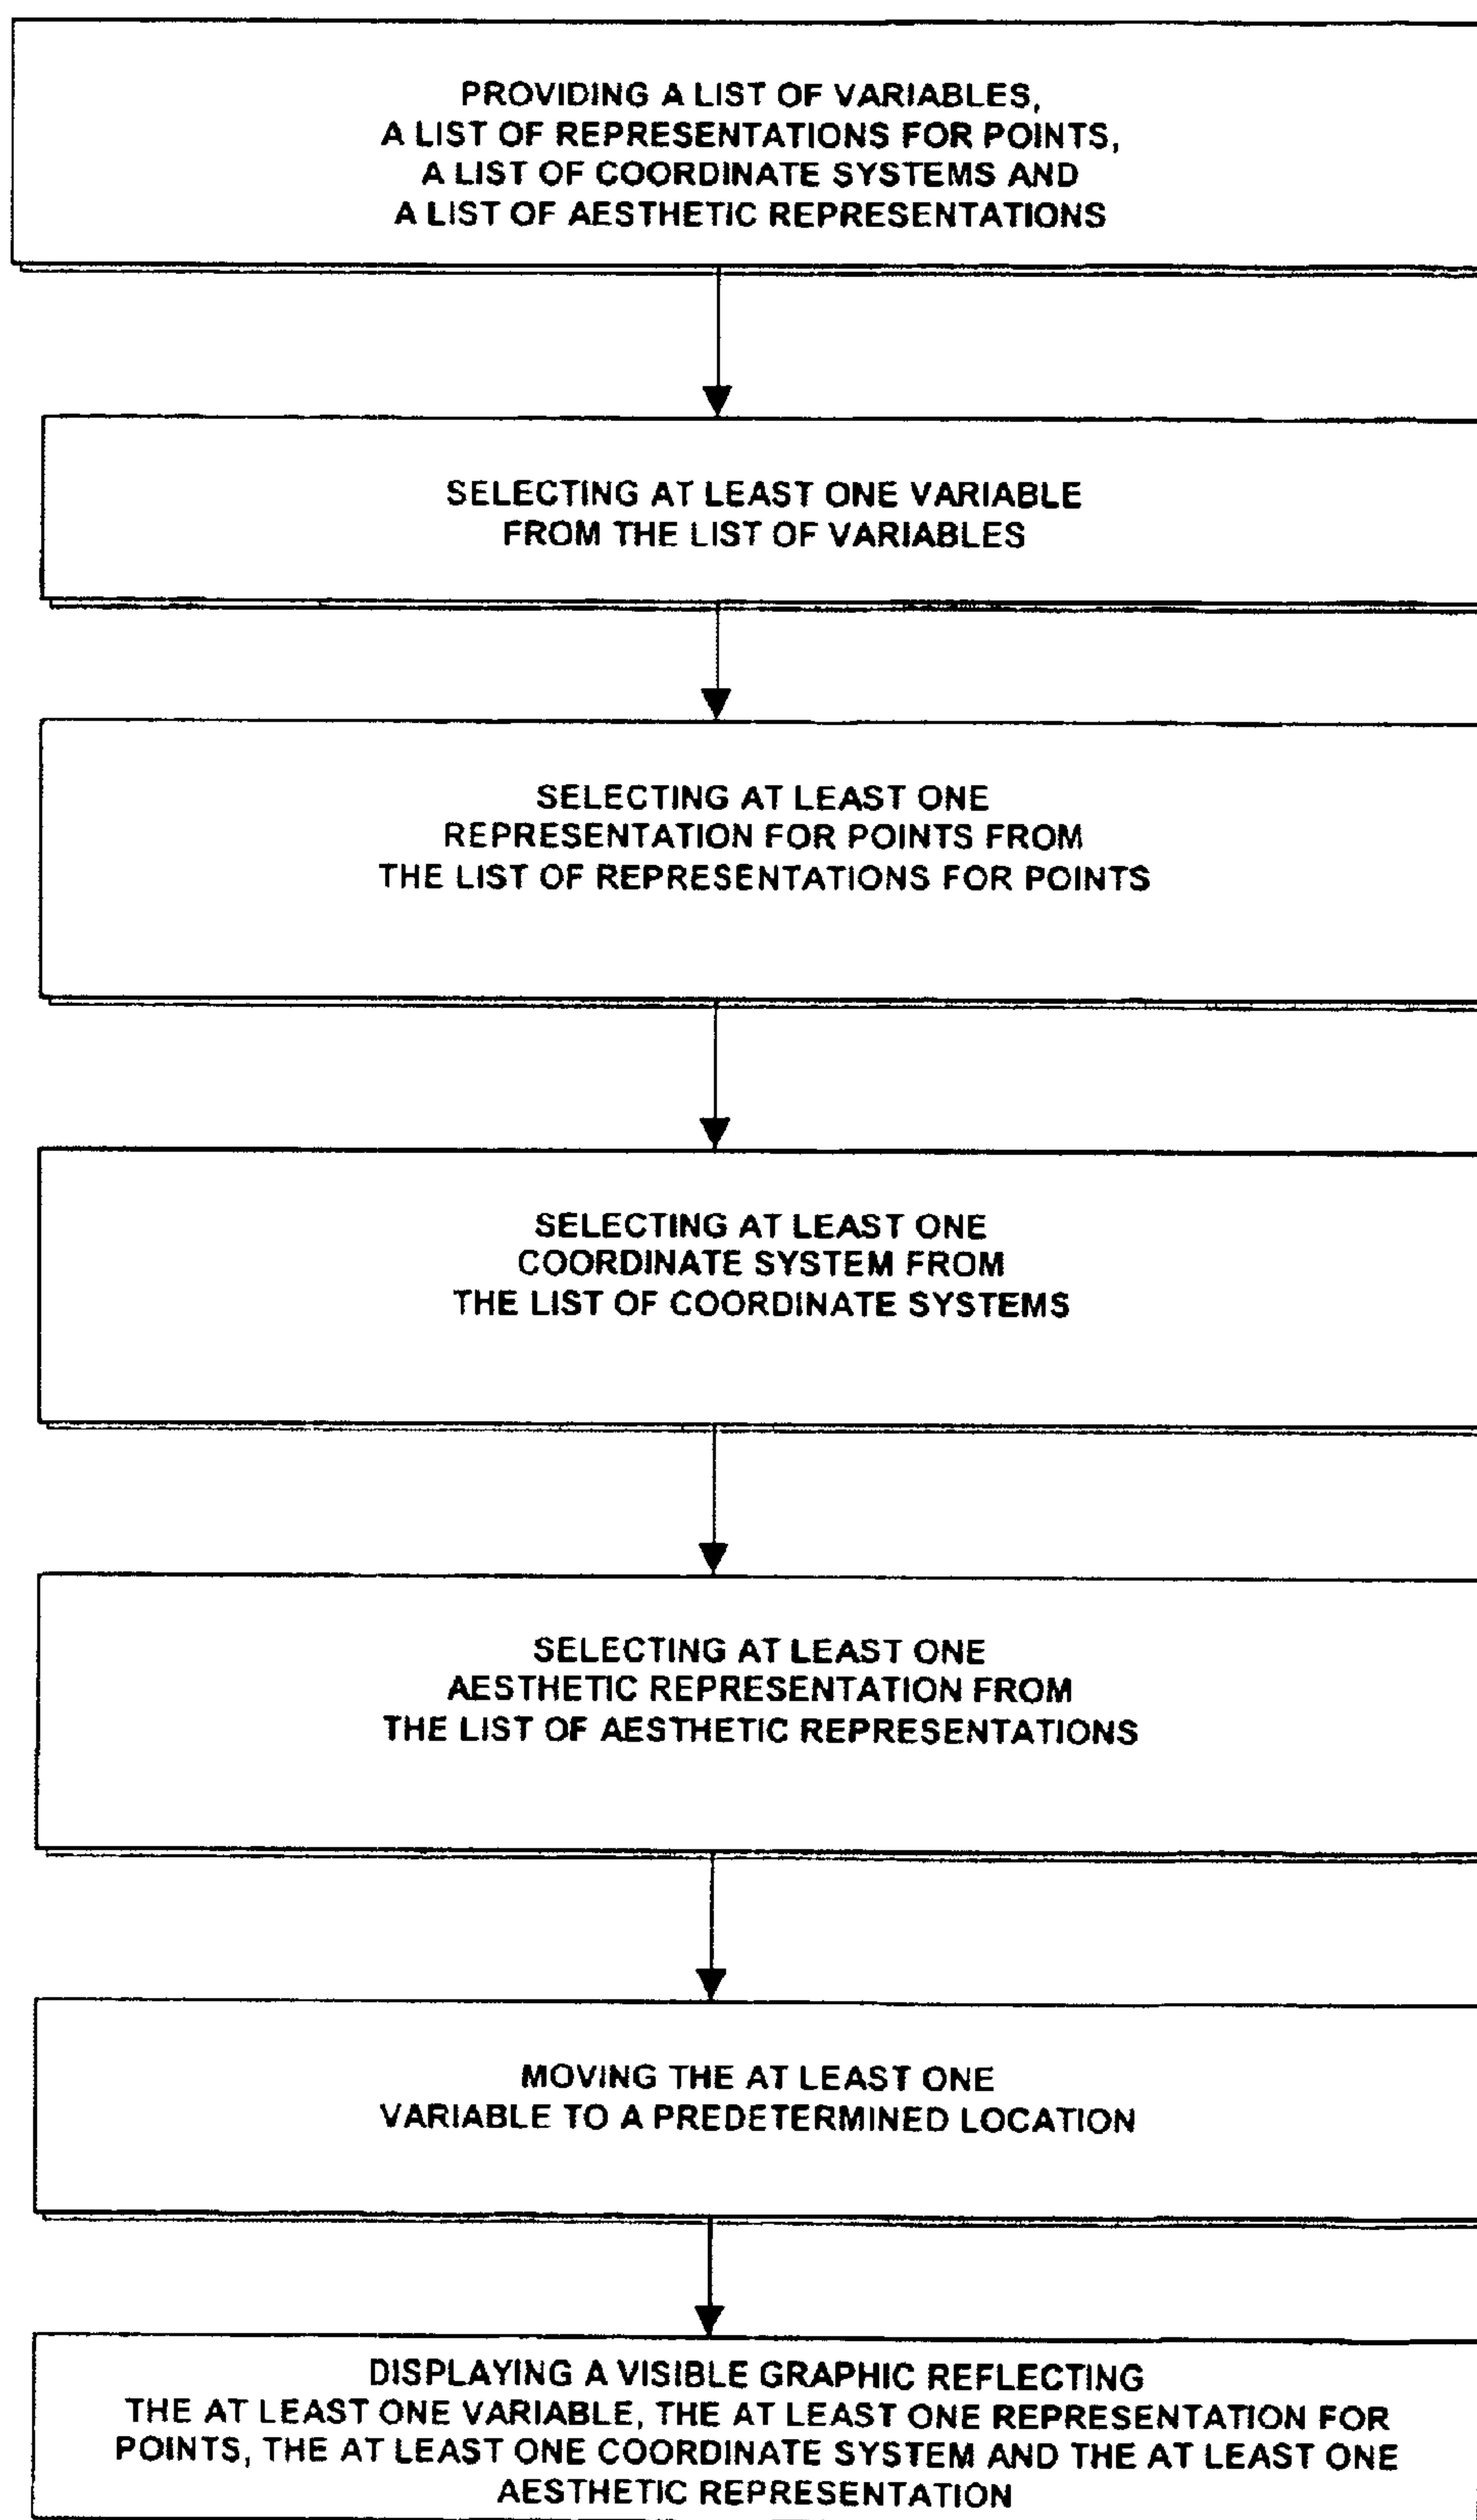 PROVIDING A LIST OF VARIABLES,
A LIST OF REPRESENTATIONS FOR POINTS,
A LIST OF COORDINATE SYSTEMS AND
A LIST OF AESTHETIC REPRESENTATIONS
SELECTING AT LEAST ONE VARIABLE
FROM THE LIST OF VARIABLES
SELECTING AT LEAST ONE
REPRESENTATION FOR POINTS FROM
THE LIST OF REPRESENTATIONS FOR POINTS
SELECTING AT LEAST ONE
COORDINATE SYSTEM FROM
THE LIST OF COORDINATE SYSTEMS
SELECTING AT LEAST ONE
AESTHETIC REPRESENTATION FROM
THE LIST OF AESTHETIC REPRESENTATIONS
MOVING THE AT LEAST ONE
VARIABLE TO A PREDETERMINED LOCATION
DISPLAYING A VISIBLE GRAPHIC REFLECTING
THE AT LEAST ONE VARIABLE, THE AT LEAST ONE REPRESENTATION FOR
POINTS, THE AT LEAST ONE COORDINATE SYSTEM AND THE AT LEAST ONE
AESTHETIC REPRESENTATION